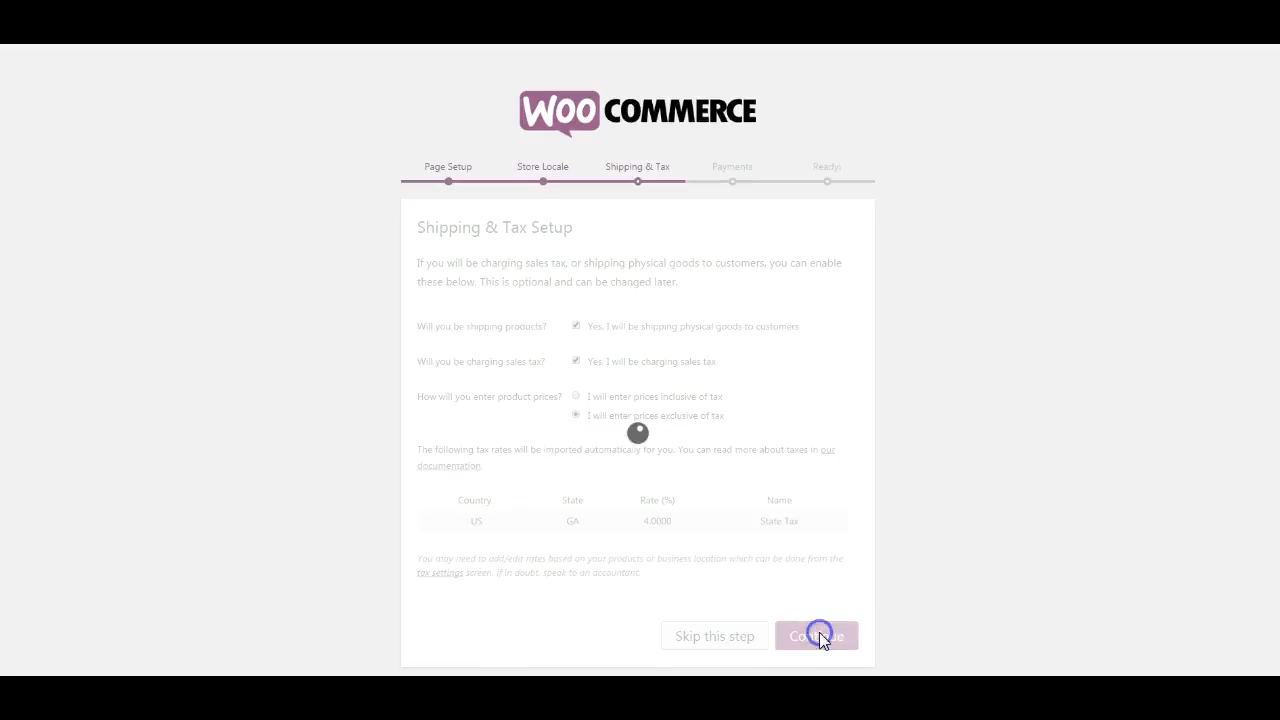 WOO COMMERCE
Page Setup Store Locale Shipping & Tax Payments Ready!
Shipping & Tax Setup
If you will be charging sales tax, or shipping physical goods to customers, you can enable
these below. This is optional and can be changed later.
Will you be shipping products? Yes, I will be shipping physical goods to customers
Will you be charging sales tax? Yes, I will be charging sales tax
How will you enter product prices? I will enter prices inclusive of tax
I will enter prices exclusive of tax
The following tax rates will be imported automatically for you. You can read more about taxes in our
documentation.
Country State Rate (%) Name
US GA 4.0000 State Tax
You may need to add/edit rates based on your products or business location which can be done from the
tax settings screen. If in doubt, speak to an accountant.
Skip this step Continue